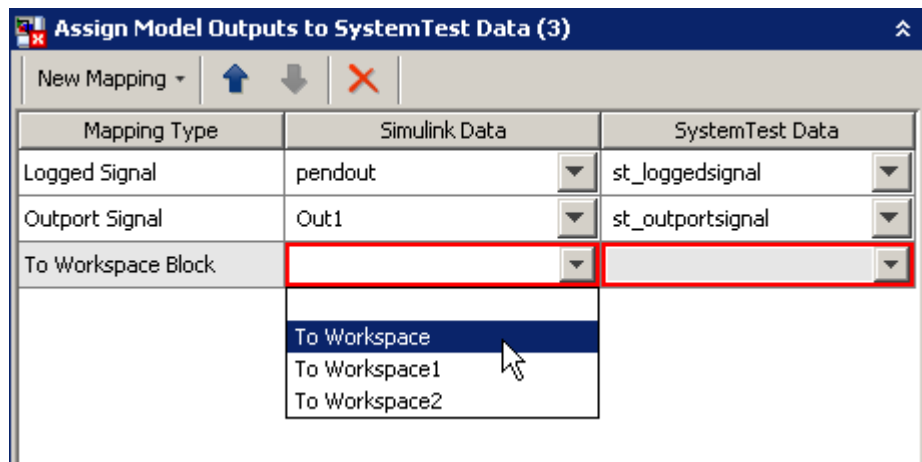 Assign Model Outputs to SystemTest Data (3)
New Mapping
Mapping Type Simulink Data SystemTest Data
Logged Signal pendout st_loggedsignal
Outport Signal Out1 st_outportsignal
To Workspace Block
To Workspace
To Workspace1
To Workspace2